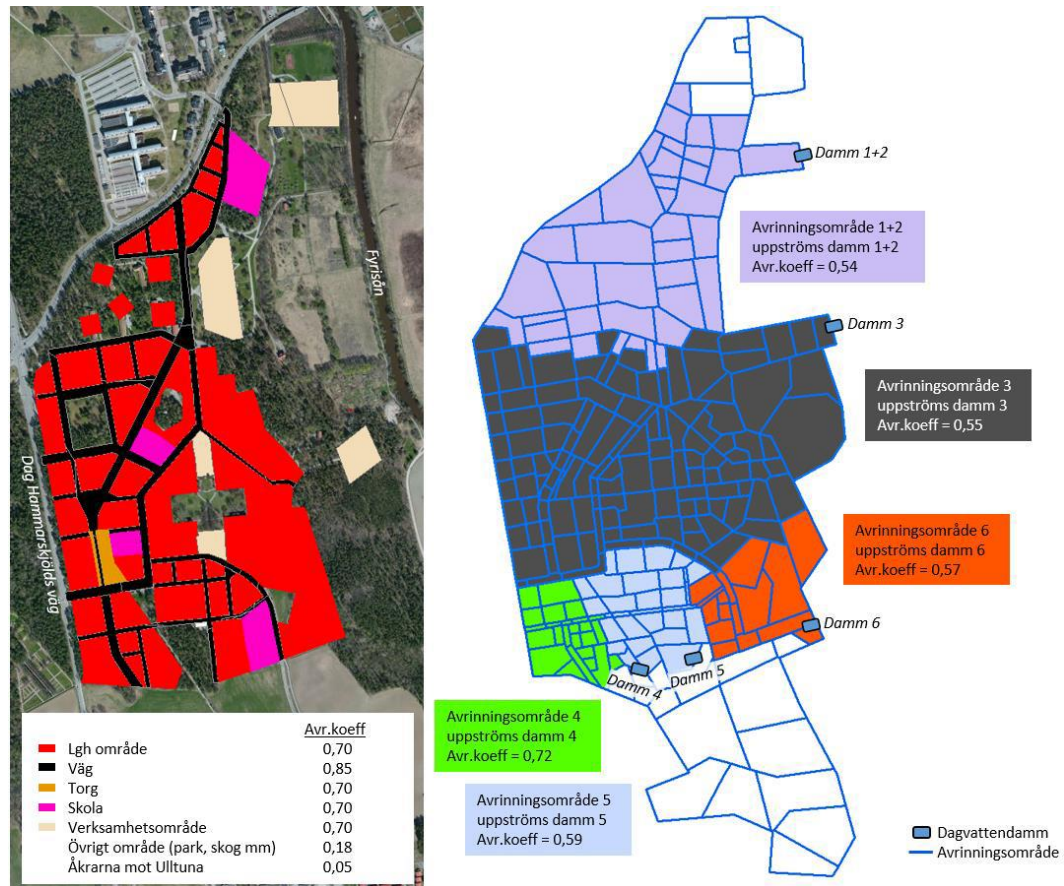 Fyrisån
Dag Hammarskjölds väg
Avr.koeff
Lgh område 0,70
Väg 0,85
Torg 0,70
Skola 0,70
Verksamhetsområde 0,70
Övrigt område (park, skog mm) 0,18
Åkrarna mot Ulltuna 0,05
Damm 1+2
Avrinningsområde 1+2
uppströms damm 1+2
Avr.koeff = 0,54
Damm 3
Avrinningsområde 3
uppströms damm 3
Avr.koeff = 0,55
Avrinningsområde 6
uppströms damm 6
Avr.koeff = 0,57
Damm 6
Damm 5
Damm 4
Avrinningsområde 4
uppströms damm 4
Avr.koeff = 0,72
Avrinningsområde 5
uppströms damm 5
Avr.koeff = 0,59
Dagvattendamm
Avrinningsområde